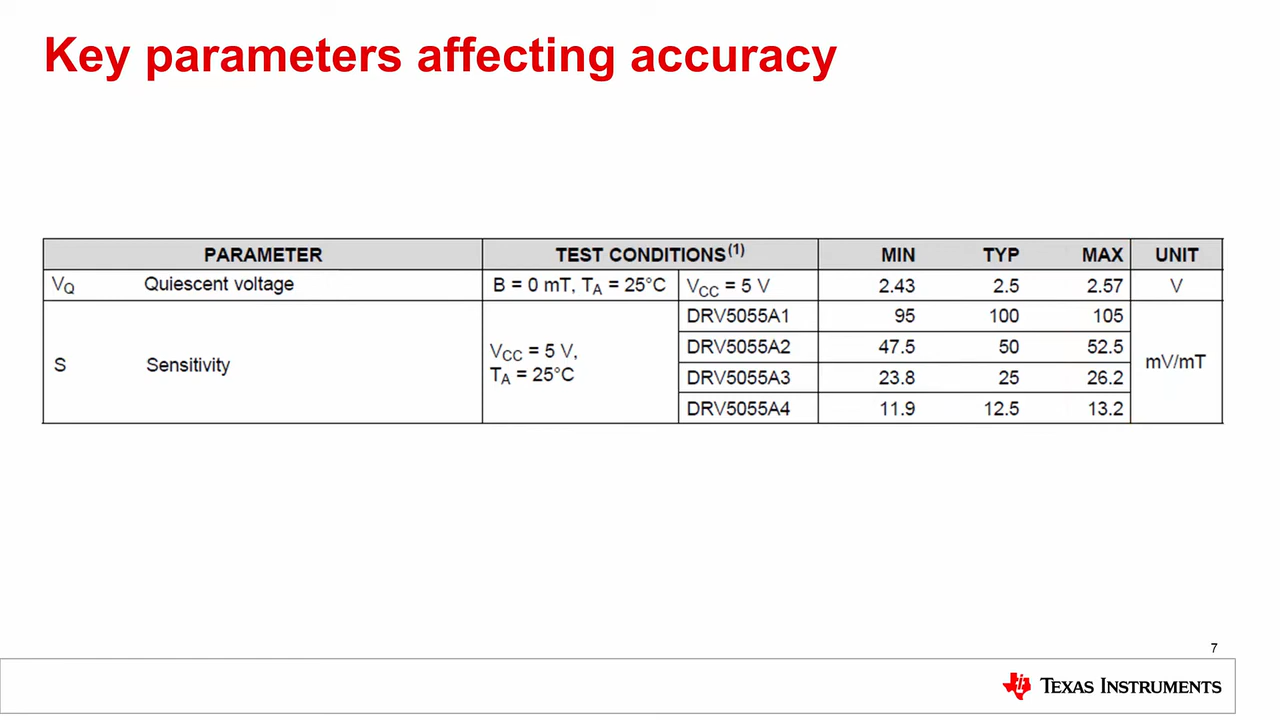 Key parameters affecting accuracy
PARAMETER TEST CONDITIONS(1) MIN TYP MAX UNIT
VQ Quiescent voltage B = 0 mT, TA = 25°C VCC = 5 V 2.43 2.5 2.57 V
S Sensitivity VCC = 5 V, TA = 25°C DRV5055A1 95 100 105 mV/mT
DRV5055A2 47.5 50 52.5
DRV5055A3 23.8 25 26.2
DRV5055A4 11.9 12.5 13.2
7
TEXAS INSTRUMENTS